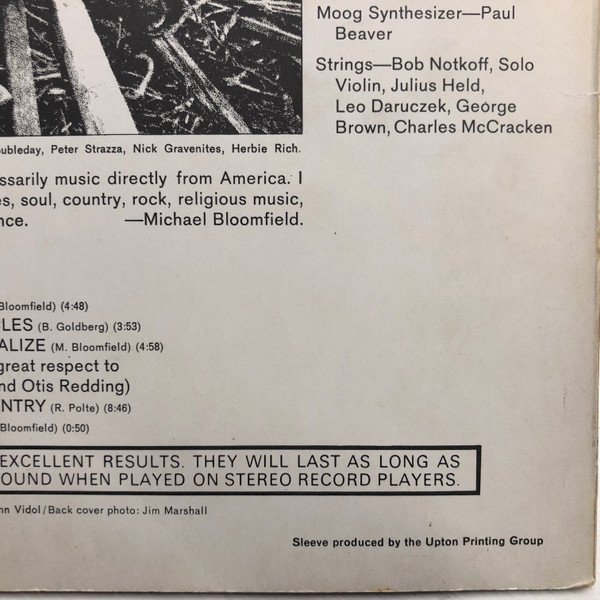 Moog Synthesizer—Paul
Beaver
Strings—Bob Notkoff, Solo
Violin, Julius Held,
Leo Daruczek, George
Brown, Charles McCracken
ubleday, Peter Strazza, Nick Gravenites, Herbie Rich.
ssarily music directly from America. I
es, soul, country, rock, religious music,
nce. —Michael Bloomfield.
Bloomfield) (4:48)
CLES (B. Goldberg) (3:53)
ALIZE (M. Bloomfield) (4:58)
great respect to
nd Otis Redding)
NTRY (R. Polte) (8:46)
Bloomfield) (0:50)
EXCELLENT RESULTS. THEY WILL LAST AS LONG AS
OUND WHEN PLAYED ON STEREO RECORD PLAYERS.
nn Vidol/Back cover photo: Jim Marshall
Sleeve produced by the Upton Printing Group